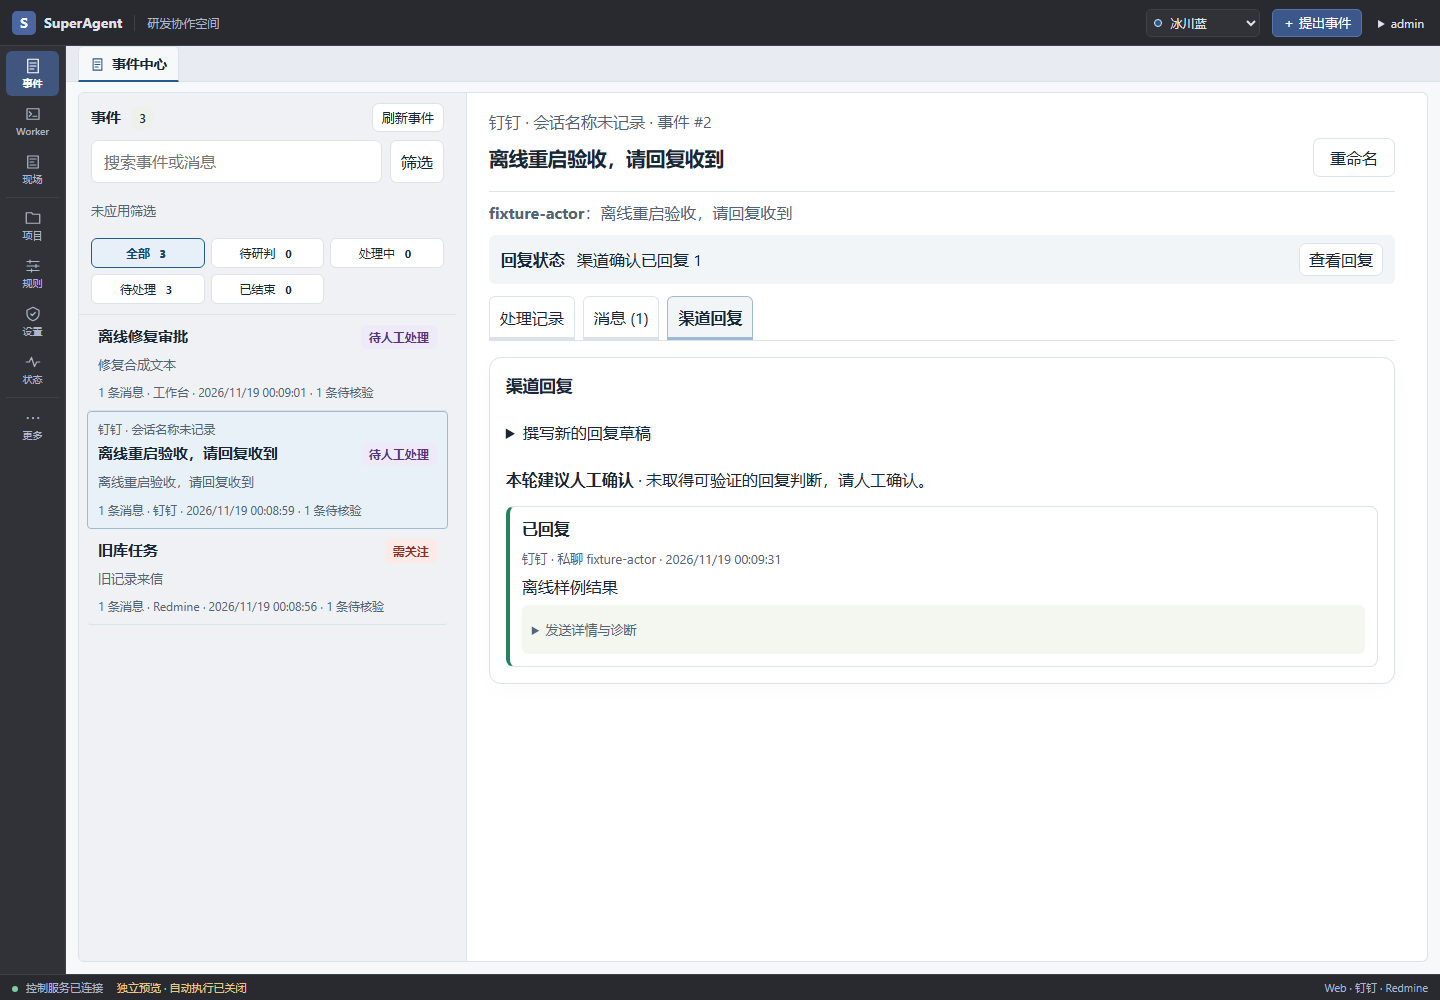 S SuperAgent 研发协作空间
冰川蓝
+ 提出事件
admin
事件
Worker
现场
项目
规则
设置
状态
更多
事件中心
事件 3
刷新事件
搜索事件或消息
筛选
未应用筛选
全部 3
待研判 0
处理中 0
待处理 3
已结束 0
离线修复审批
待人工处理
修复合成文本
1 条消息 · 工作台 · 2026/11/19 00:09:01 · 1 条待核验
钉钉 · 会话名称未记录
离线重启验收，请回复收到
待人工处理
离线重启验收，请回复收到
1 条消息 · 钉钉 · 2026/11/19 00:08:59 · 1 条待核验
旧库任务
需关注
旧记录来信
1 条消息 · Redmine · 2026/11/19 00:08:56 · 1 条待核验
钉钉 · 会话名称未记录 · 事件 #2
离线重启验收，请回复收到
重命名
fixture-actor：离线重启验收，请回复收到
回复状态 渠道确认已回复 1
查看回复
处理记录
消息 (1)
渠道回复
渠道回复
撰写新的回复草稿
本轮建议人工确认 · 未取得可验证的回复判断，请人工确认。
已回复
钉钉 · 私聊 fixture-actor · 2026/11/19 00:09:31
离线样例结果
发送详情与诊断
控制服务已连接
独立预览 · 自动执行已关闭
Web · 钉钉 · Redmine